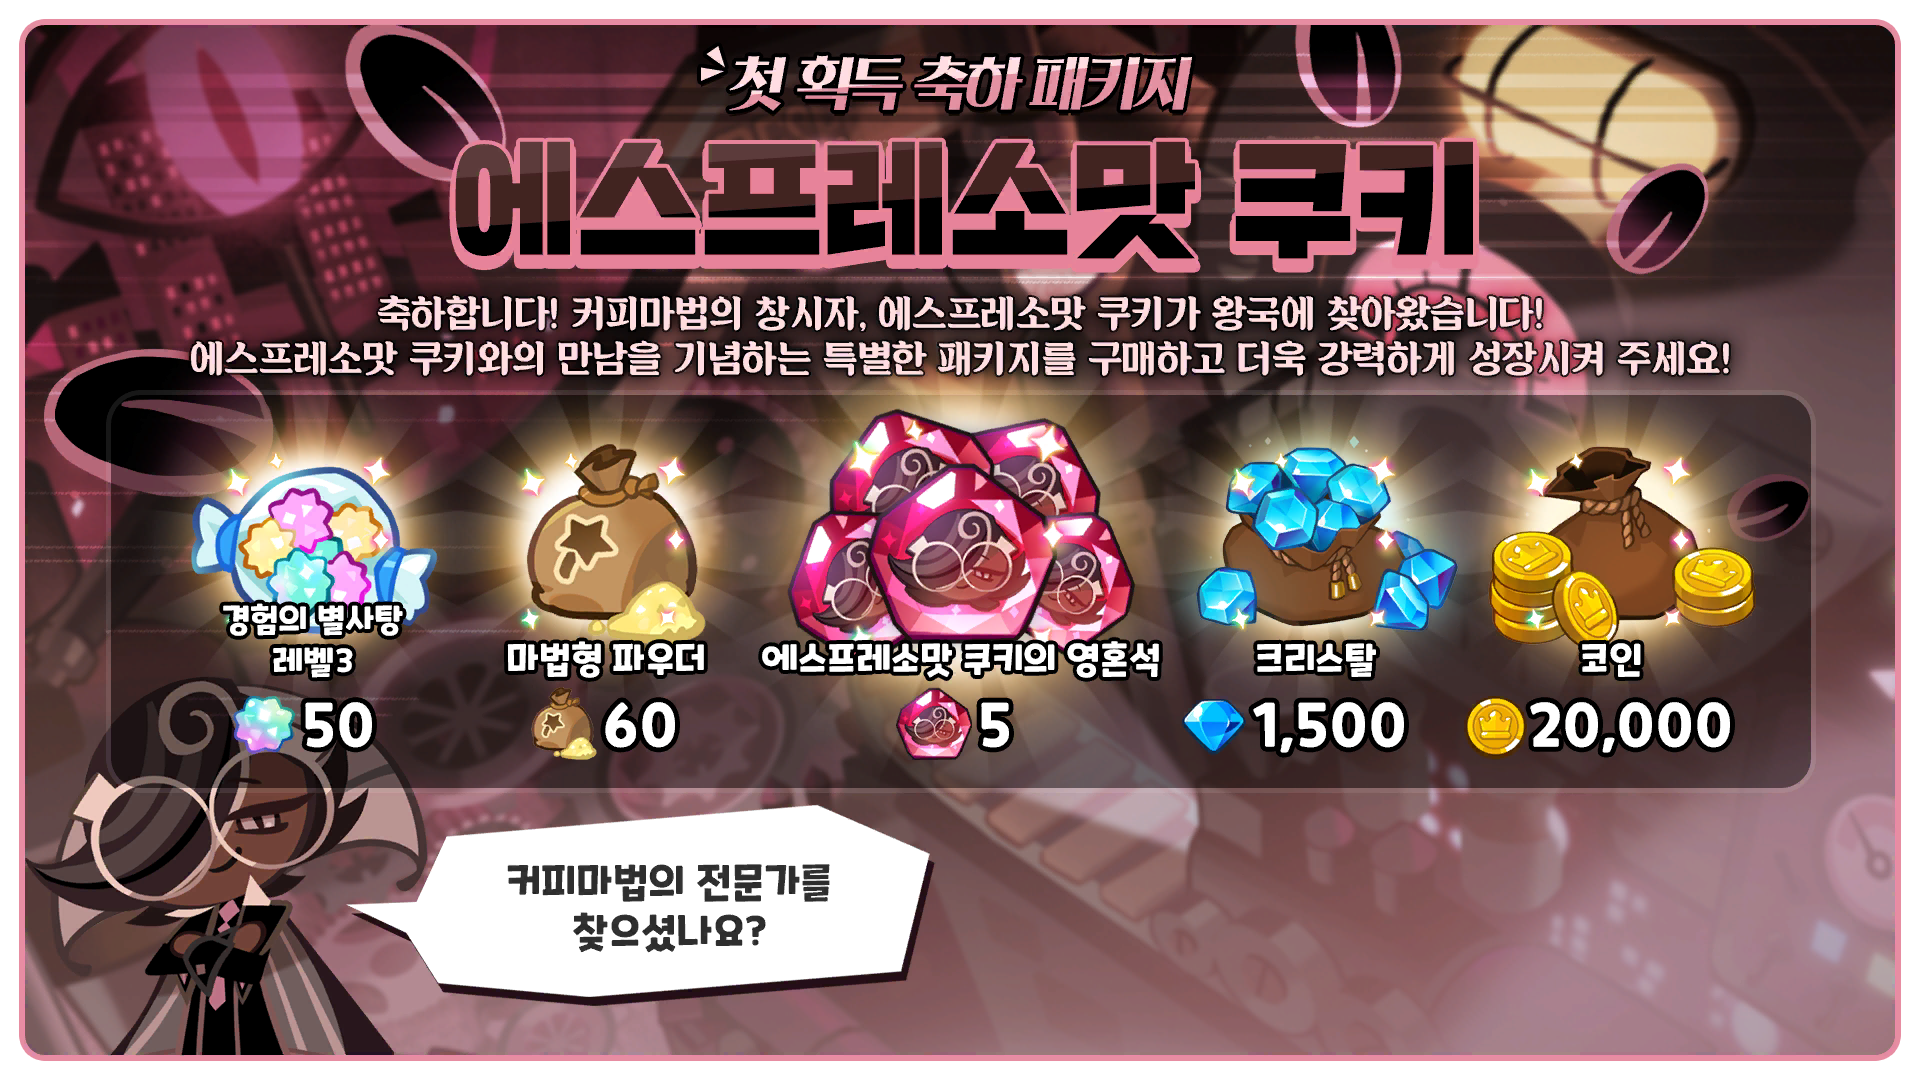 첫 획득 축하 패키지
에스프레소맛 쿠키
축하합니다! 커피마법의 창시자, 에스프레소맛 쿠키가 왕국에 찾아왔습니다!
에스프레소맛 쿠키와의 만남을 기념하는 특별한 패키지를 구매하고 더욱 강력하게 성장시켜 주세요!
경험의 별사탕
레벨3
50
마법형 파우더
60
에스프레소맛 쿠키의 영혼석
5
크리스탈
1,500
코인
20,000
커피마법의 전문가를
찾으셨나요?